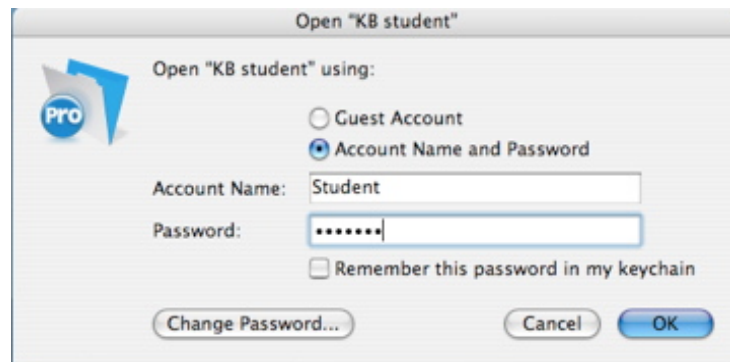 Open "KB student"
Open "KB student" using:
PRO
Guest Account
Account Name and Password
Account Name: Student
Password: •••••••
Remember this password in my keychain
Change Password... Cancel OK